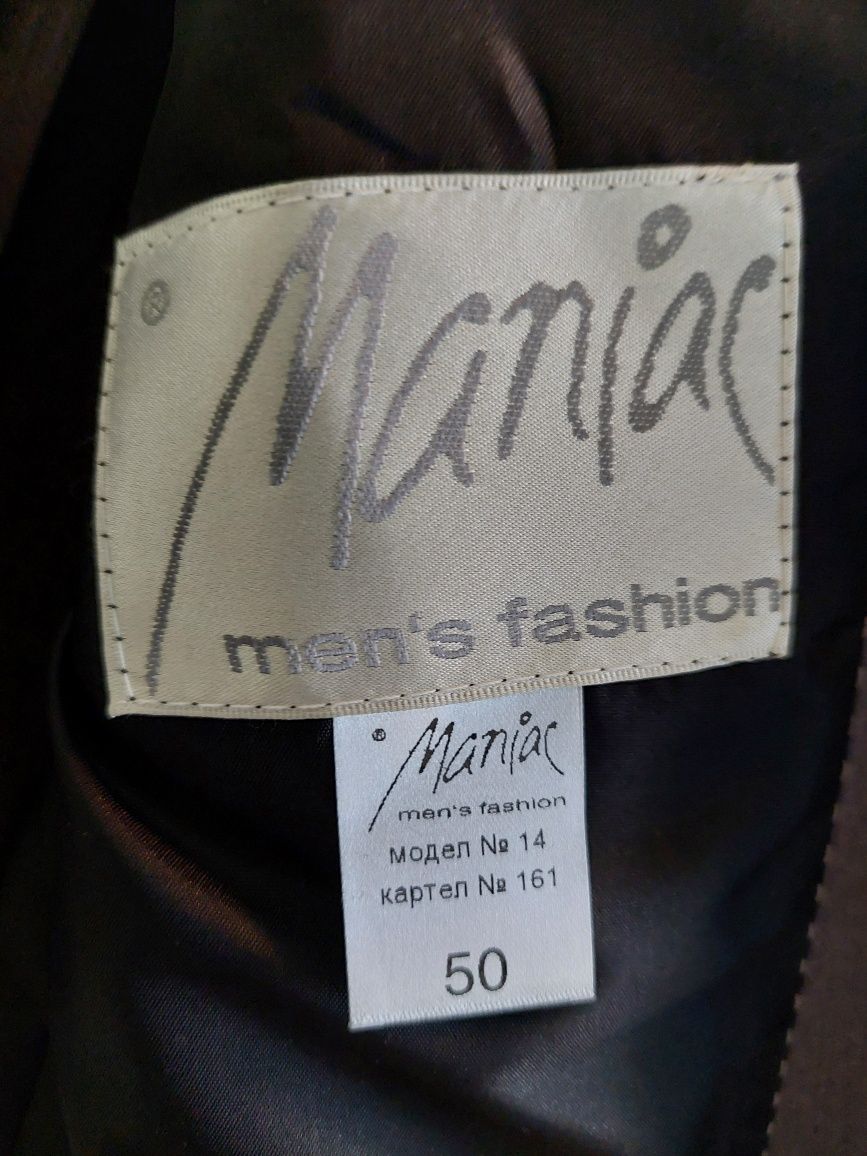 ®
Maniac
men's fashion
® Maniac
men's fashion
модел № 14
картел № 161
50